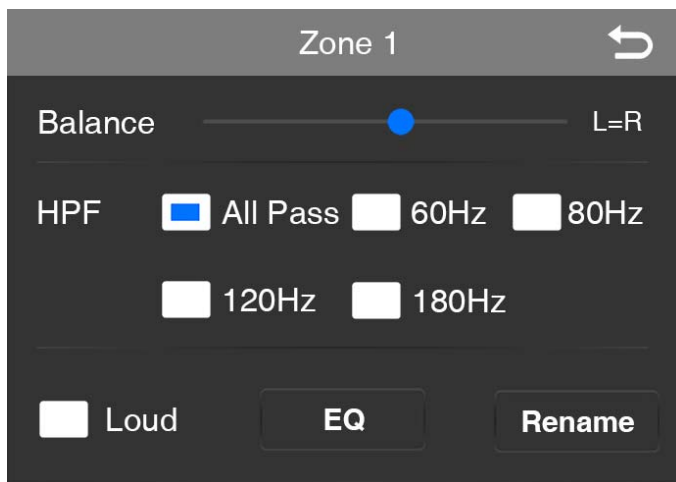 Zone 1
Balance L=R
HPF All Pass 60Hz 80Hz
120Hz 180Hz
Loud EQ Rename